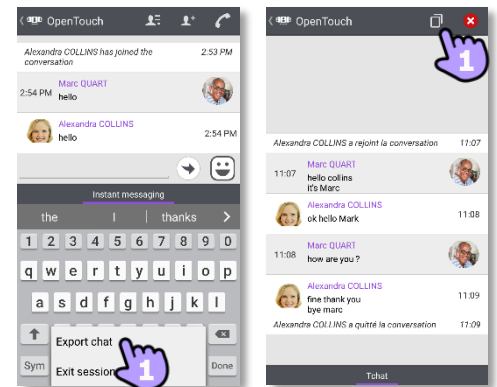 OpenTouch
Alexandra COLLINS has joined the
conversation
2:53 PM
Marc QUART
2:54 PM
hello
Alexandra COLLINS
hello
2:54 PM
Instant messaging
the I thanks
1 2 3 4 5 6 7 8 9 0
q w e r t y u i o p
a s d f g h j k l
Export chat
1
Sym
Exit session
Done
OpenTouch
1
Alexandra COLLINS a rejoint la conversation 11:07
Marc QUART
11:07
hello collins
it's Marc
Alexandra COLLINS
ok hello Mark
11:08
Marc QUART
11:08
how are you ?
Alexandra COLLINS
fine thank you
11:09
bye marc
Alexandra COLLINS a quitté la conversation 11:09
Tchat